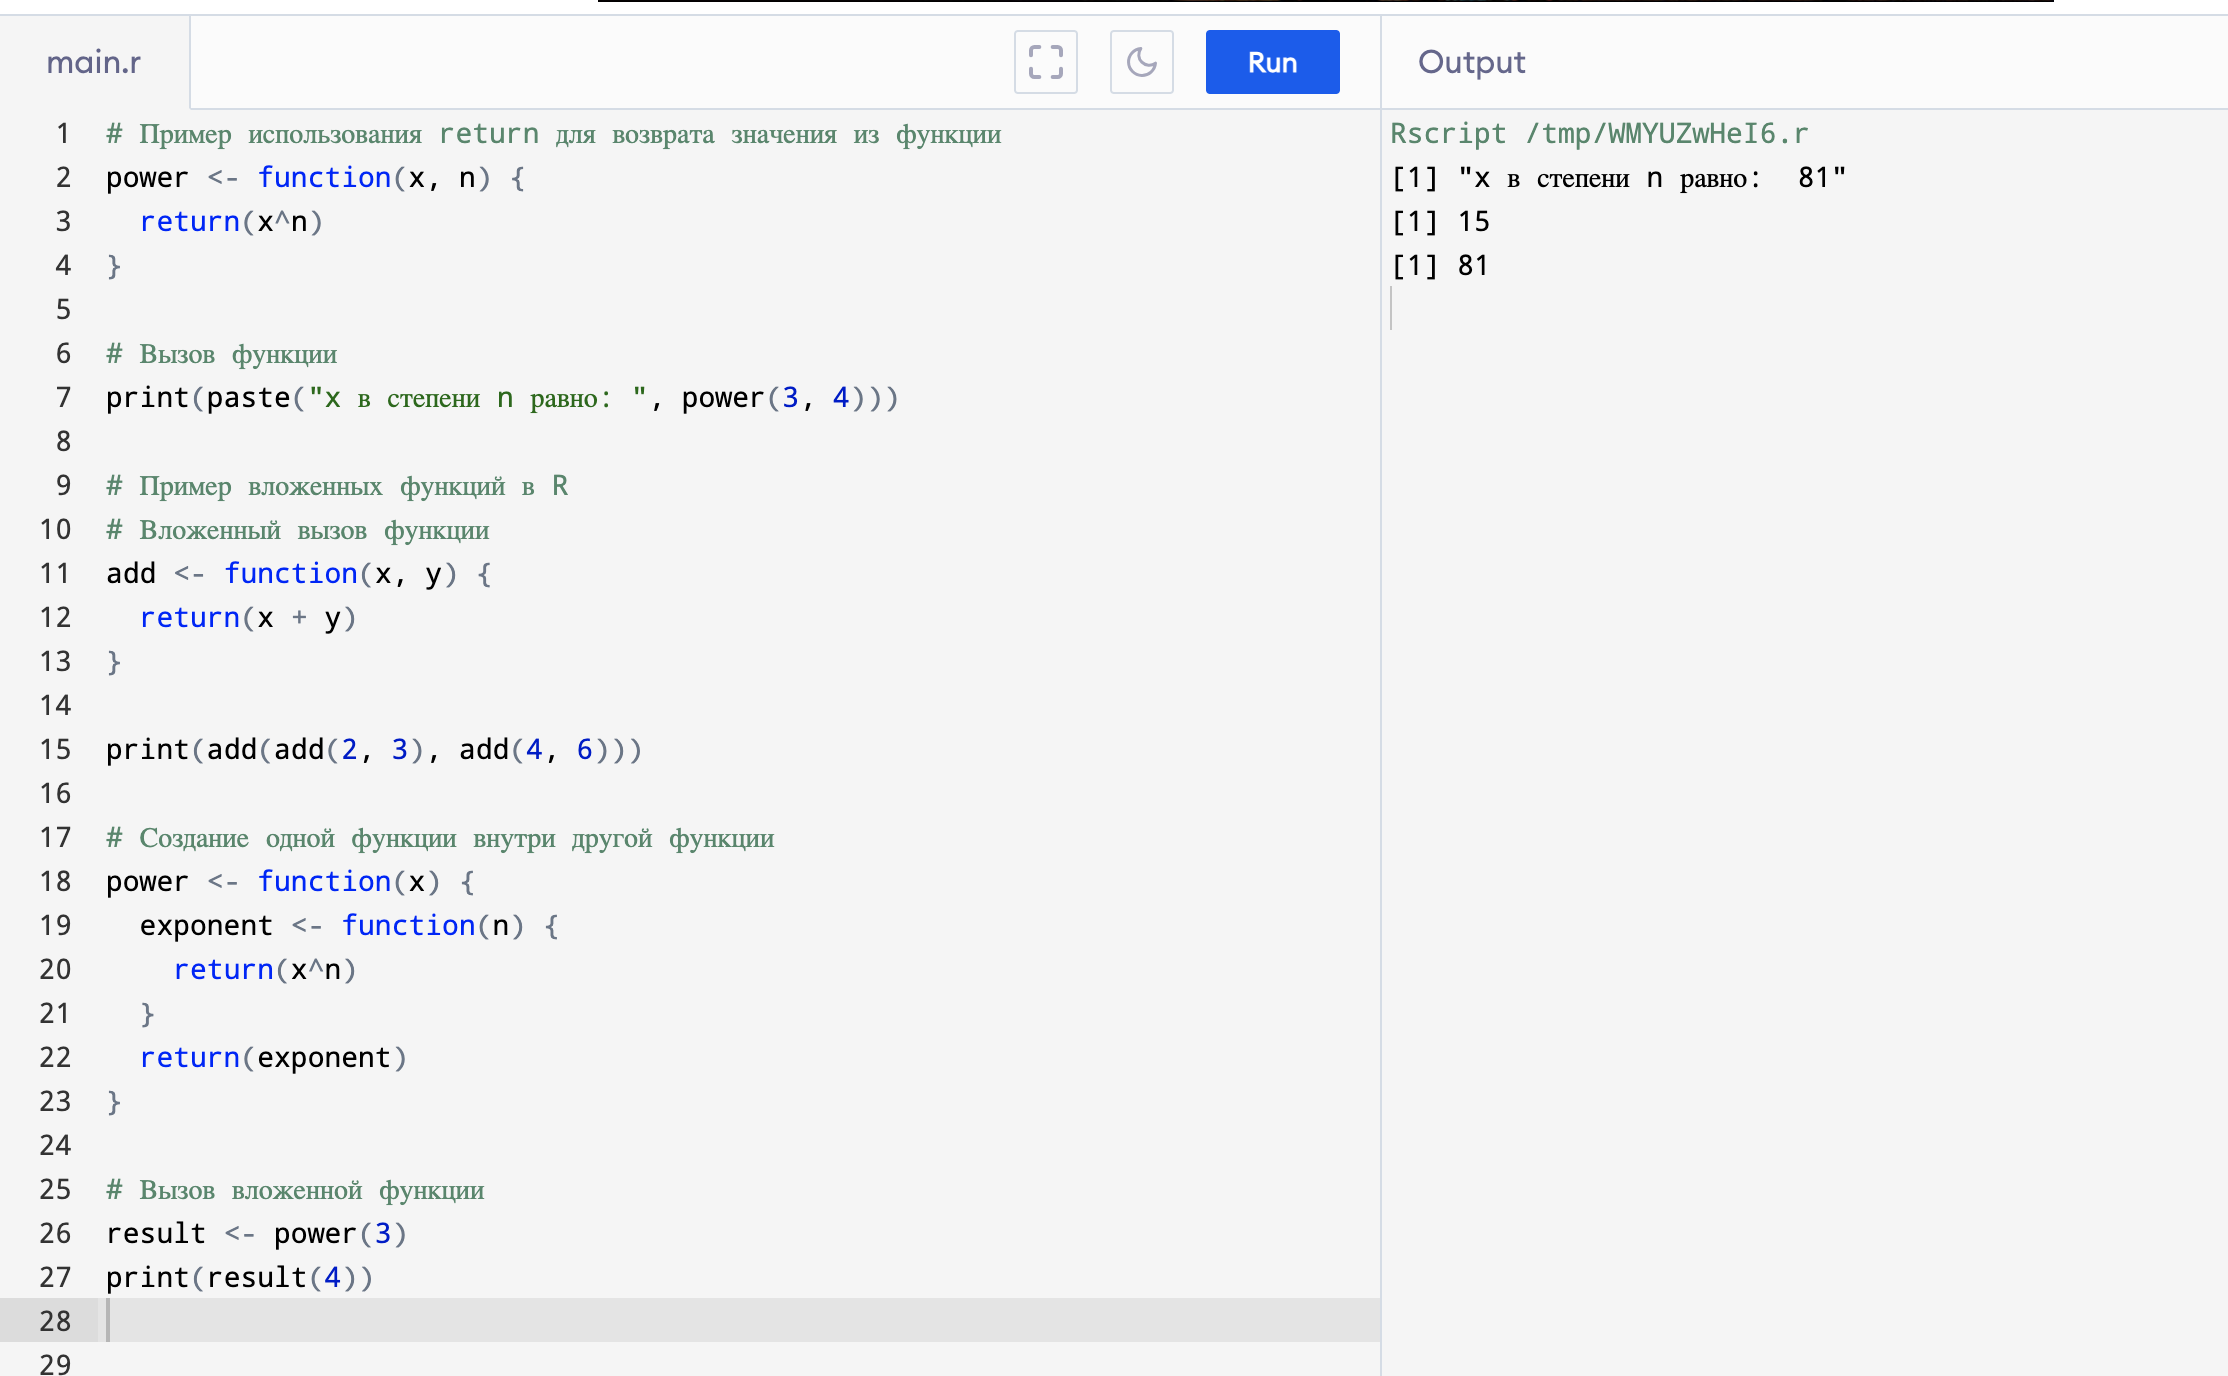 main.r
Run
Output
1 # Пример использования return для возврата значения из функции
2 power <- function(x, n) {
3   return(x^n)
4 }
5
6 # Вызов функции
7 print(paste("x в степени n равно: ", power(3, 4)))
8
9 # Пример вложенных функций в R
10 # Вложенный вызов функции
11 add <- function(x, y) {
12   return(x + y)
13 }
14
15 print(add(add(2, 3), add(4, 6)))
16
17 # Создание одной функции внутри другой функции
18 power <- function(x) {
19   exponent <- function(n) {
20     return(x^n)
21   }
22   return(exponent)
23 }
24
25 # Вызов вложенной функции
26 result <- power(3)
27 print(result(4))
28
29
Rscript /tmp/WMYUZwHeI6.r
[1] "x в степени n равно:  81"
[1] 15
[1] 81